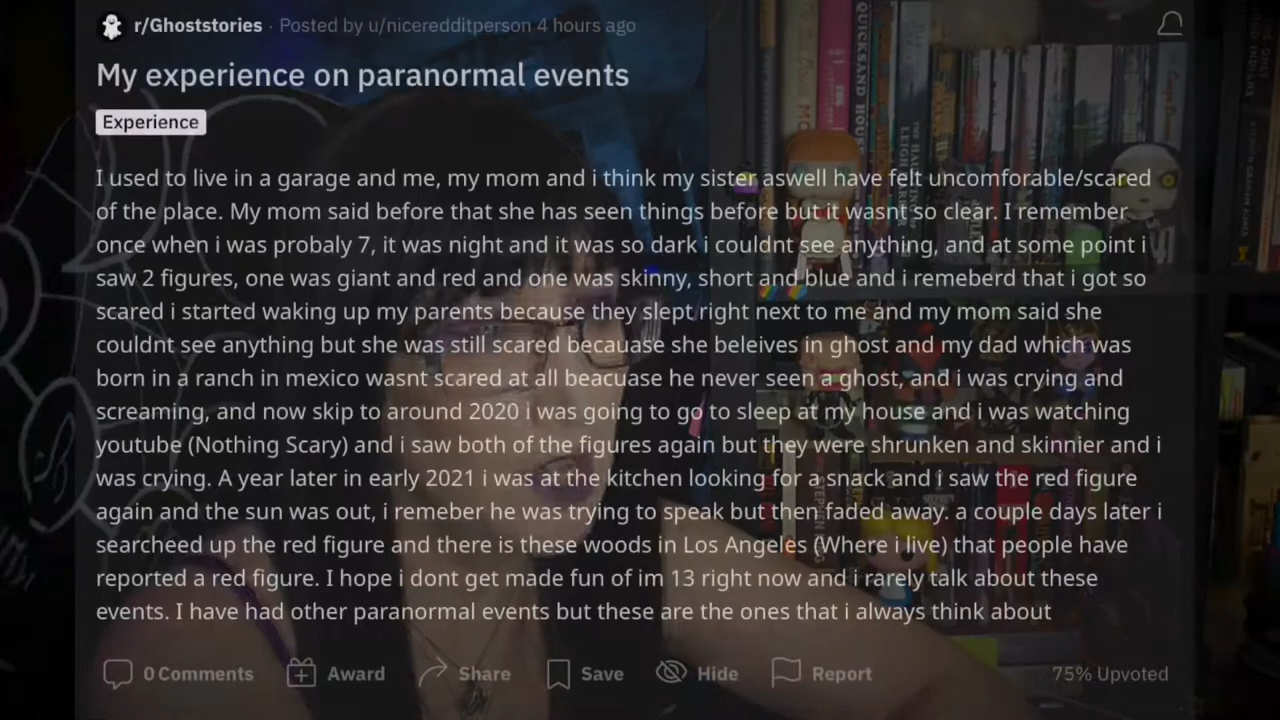 r/Ghoststories · Posted by u/niceredditperson 4 hours ago
My experience on paranormal events
Experience
I used to live in a garage and me, my mom and i think my sister aswell have felt uncomforable/scared
of the place. My mom said before that she has seen things before but it wasnt so clear. I remember
once when i was probaly 7, it was night and it was so dark i couldnt see anything, and at some point i
saw 2 figures, one was giant and red and one was skinny, short and blue and i remeberd that i got so
scared i started waking up my parents because they slept right next to me and my mom said she
couldnt see anything but she was still scared becauase she beleives in ghost and my dad which was
born in a ranch in mexico wasnt scared at all beacuase he never seen a ghost, and i was crying and
screaming, and now skip to around 2020 i was going to go to sleep at my house and i was watching
youtube (Nothing Scary) and i saw both of the figures again but they were shrunken and skinnier and i
was crying. A year later in early 2021 i was at the kitchen looking for a snack and i saw the red figure
again and the sun was out, i remeber he was trying to speak but then faded away. a couple days later i
searcheed up the red figure and there is these woods in Los Angeles (Where i live) that people have
reported a red figure. I hope i dont get made fun of im 13 right now and i rarely talk about these
events. I have had other paranormal events but these are the ones that i always think about
0 Comments Award Share Save Hide Report 75% Upvoted
QUICKSAND HOUSE
STEPHEN